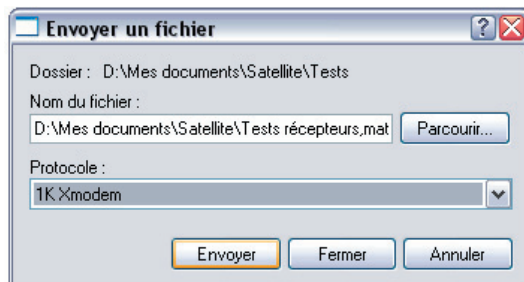 Envoyer un fichier
Dossier : D:\Mes documents\Satellite\Tests
Nom du fichier :
D:\Mes documents\Satellite\Tests récepteurs,mat
Parcourir...
Protocole :
1K Xmodem
Envoyer Fermer Annuler